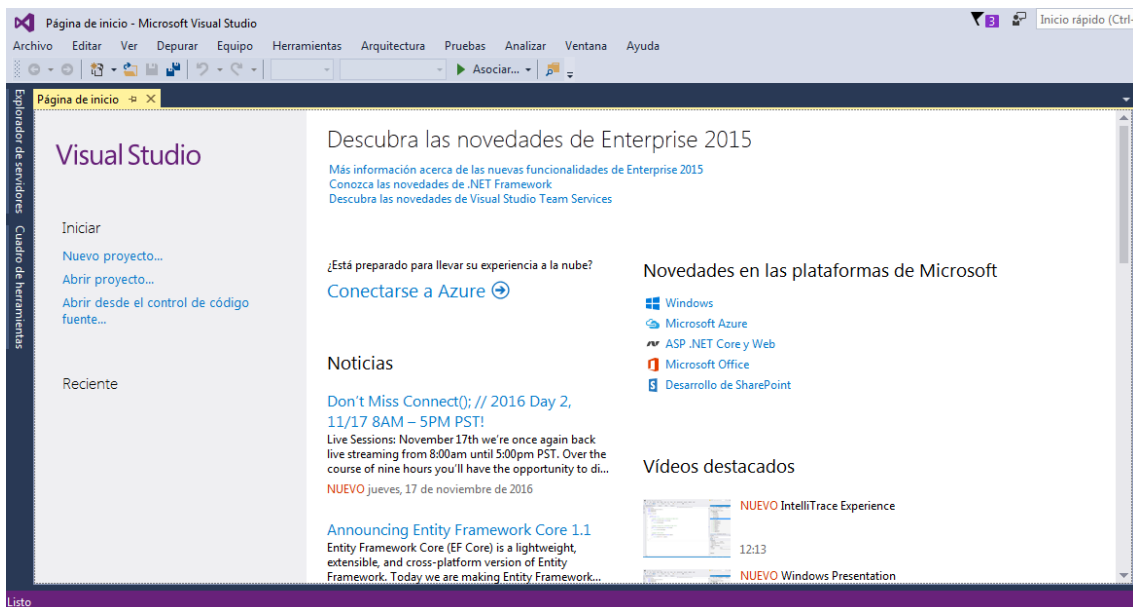 Página de inicio - Microsoft Visual Studio
3
Inicio rápido (Ctrl+
Archivo Editar Ver Depurar Equipo Herramientas Arquitectura Pruebas Analizar Ventana Ayuda
Asociar...
Explorador de servidores
Cuadro de herramientas
Página de inicio
Visual Studio
Iniciar
Nuevo proyecto...
Abrir proyecto...
Abrir desde el control de código
fuente...
Reciente
Descubra las novedades de Enterprise 2015
Más información acerca de las nuevas funcionalidades de Enterprise 2015
Conozca las novedades de .NET Framework
Descubra las novedades de Visual Studio Team Services
¿Está preparado para llevar su experiencia a la nube?
Conectarse a Azure
Noticias
Don't Miss Connect(); // 2016 Day 2,
11/17 8AM – 5PM PST!
Live Sessions: November 17th we're once again back
live streaming from 8:00am until 5:00pm PST. Over the
course of nine hours you'll have the opportunity to di...
NUEVO jueves, 17 de noviembre de 2016
Announcing Entity Framework Core 1.1
Entity Framework Core (EF Core) is a lightweight,
extensible, and cross-platform version of Entity
Framework. Today we are making Entity Framework...
Novedades en las plataformas de Microsoft
Windows
Microsoft Azure
ASP .NET Core y Web
Microsoft Office
Desarrollo de SharePoint
Vídeos destacados
NUEVO IntelliTrace Experience
12:13
NUEVO Windows Presentation
Listo